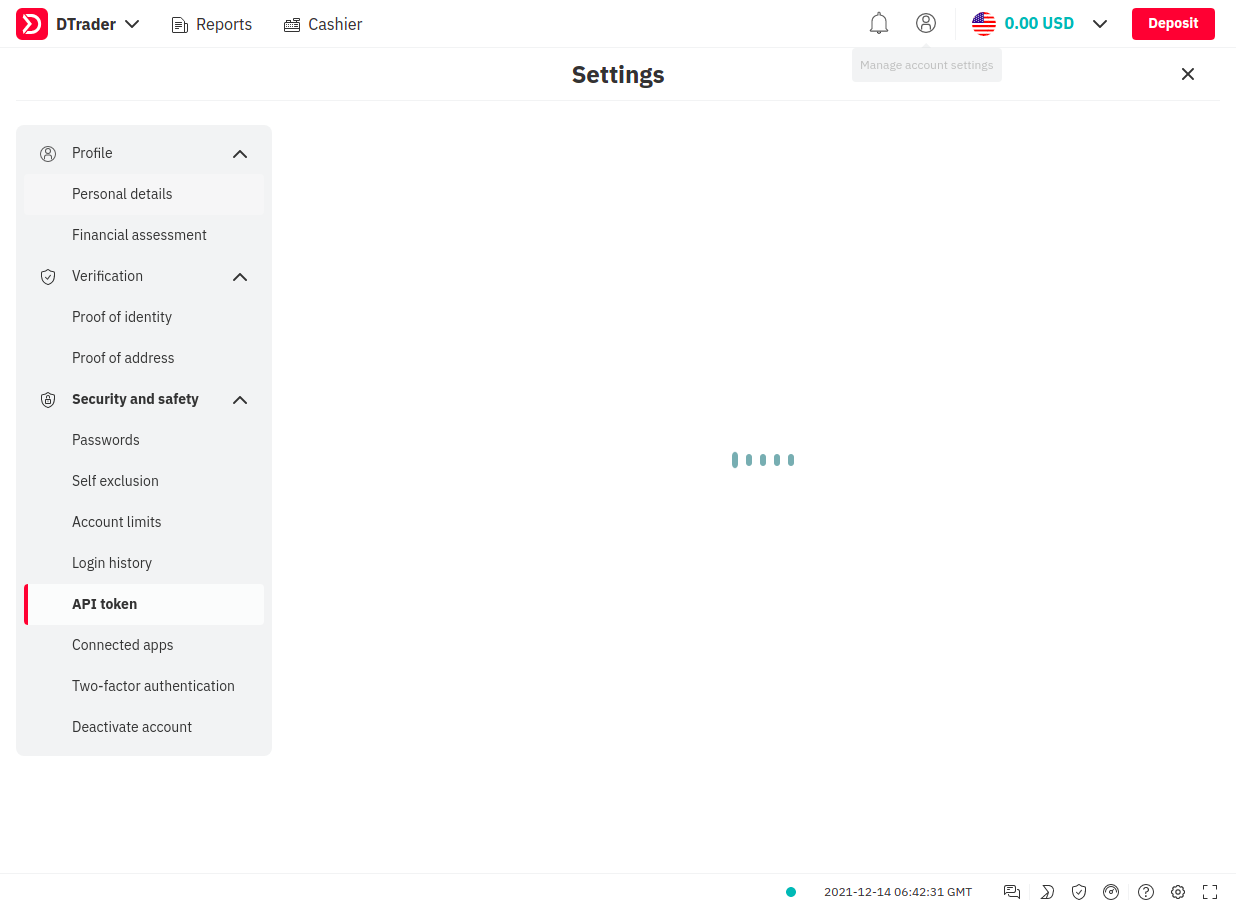 DTrader
Reports
Cashier
0.00 USD
Deposit
Manage account settings
Settings
Profile
Personal details
Financial assessment
Verification
Proof of identity
Proof of address
Security and safety
Passwords
Self exclusion
Account limits
Login history
API token
Connected apps
Two-factor authentication
Deactivate account
2021-12-14 06:42:31 GMT